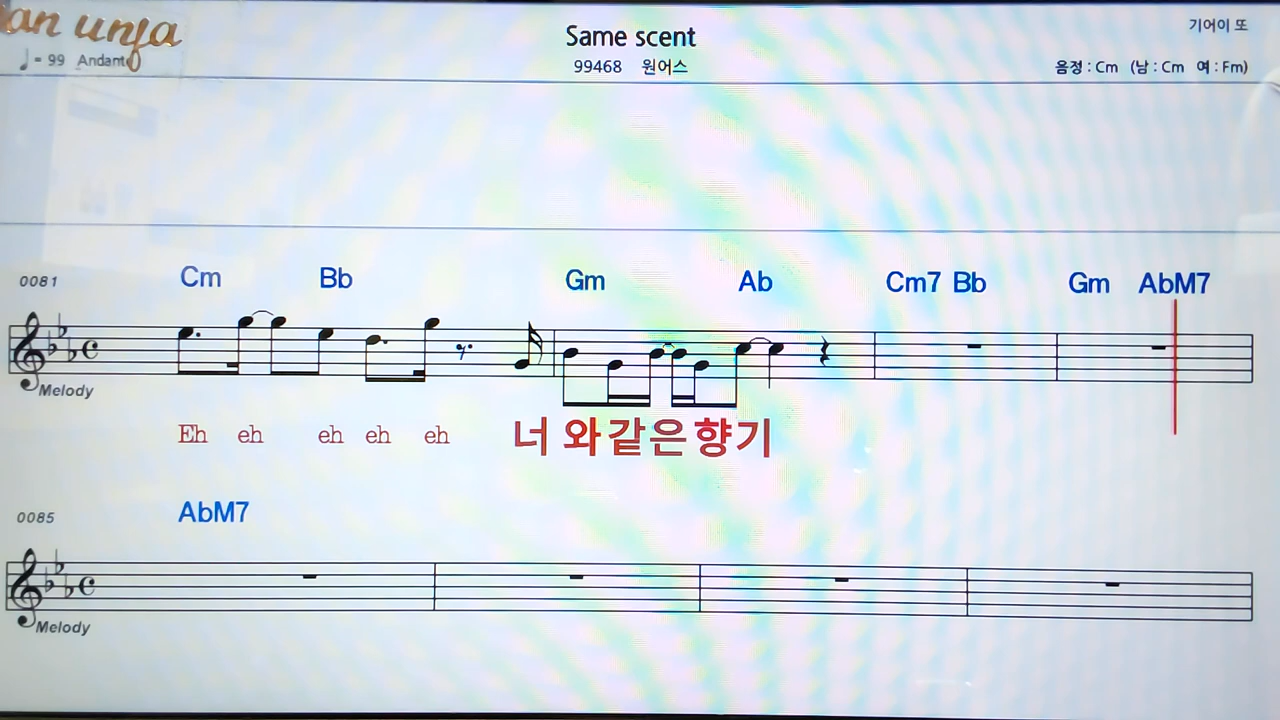 an unja
Same scent
기어이 또
♩= 99 Andant
99468 원어스
음정 : Cm (남 : Cm 여 : Fm)
0081 Cm Bb Gm Ab Cm7 Bb Gm AbM7
Melody
Eh eh eh eh eh 너 와같은 향기
0085 AbM7
Melody